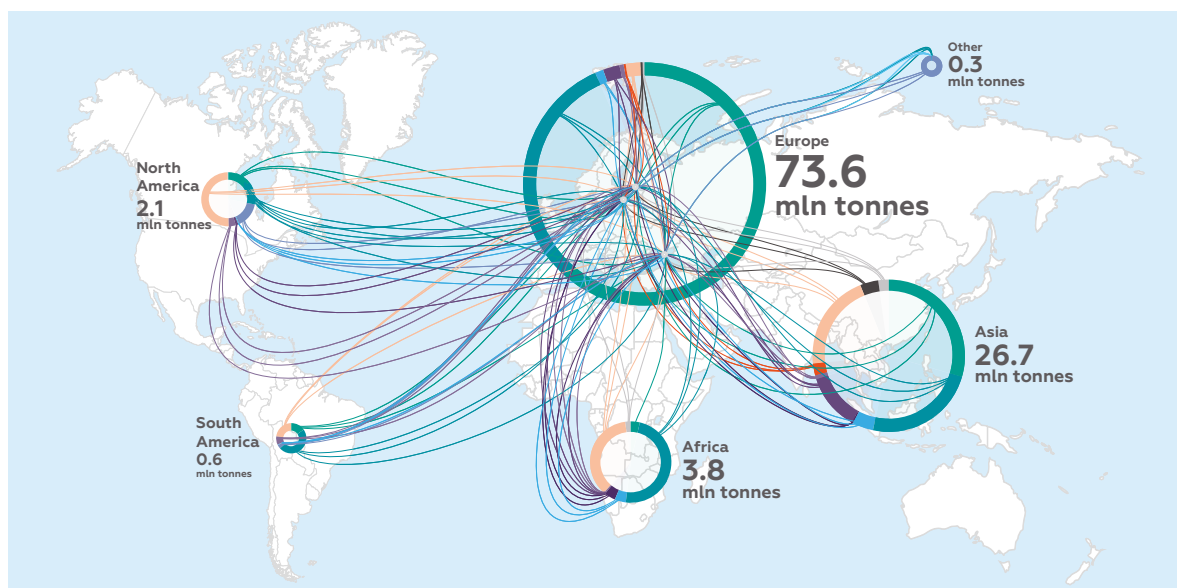 Other
0.3
mln tonnes
Europe
73.6
mln tonnes
North
America
2.1
mln tonnes
Asia
26.7
mln tonnes
South
America
0.6
mln tonnes
Africa
3.8
mln tonnes